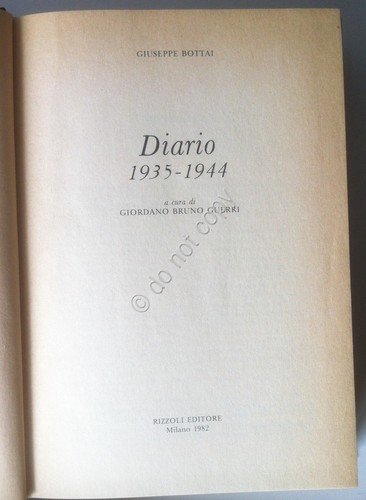 GIUSEPPE BOTTAI
Diario
1935-1944
a cura di
GIORDANO BRUNO GUERRI
© do not copy
RIZZOLI EDITORE
Milano 1982